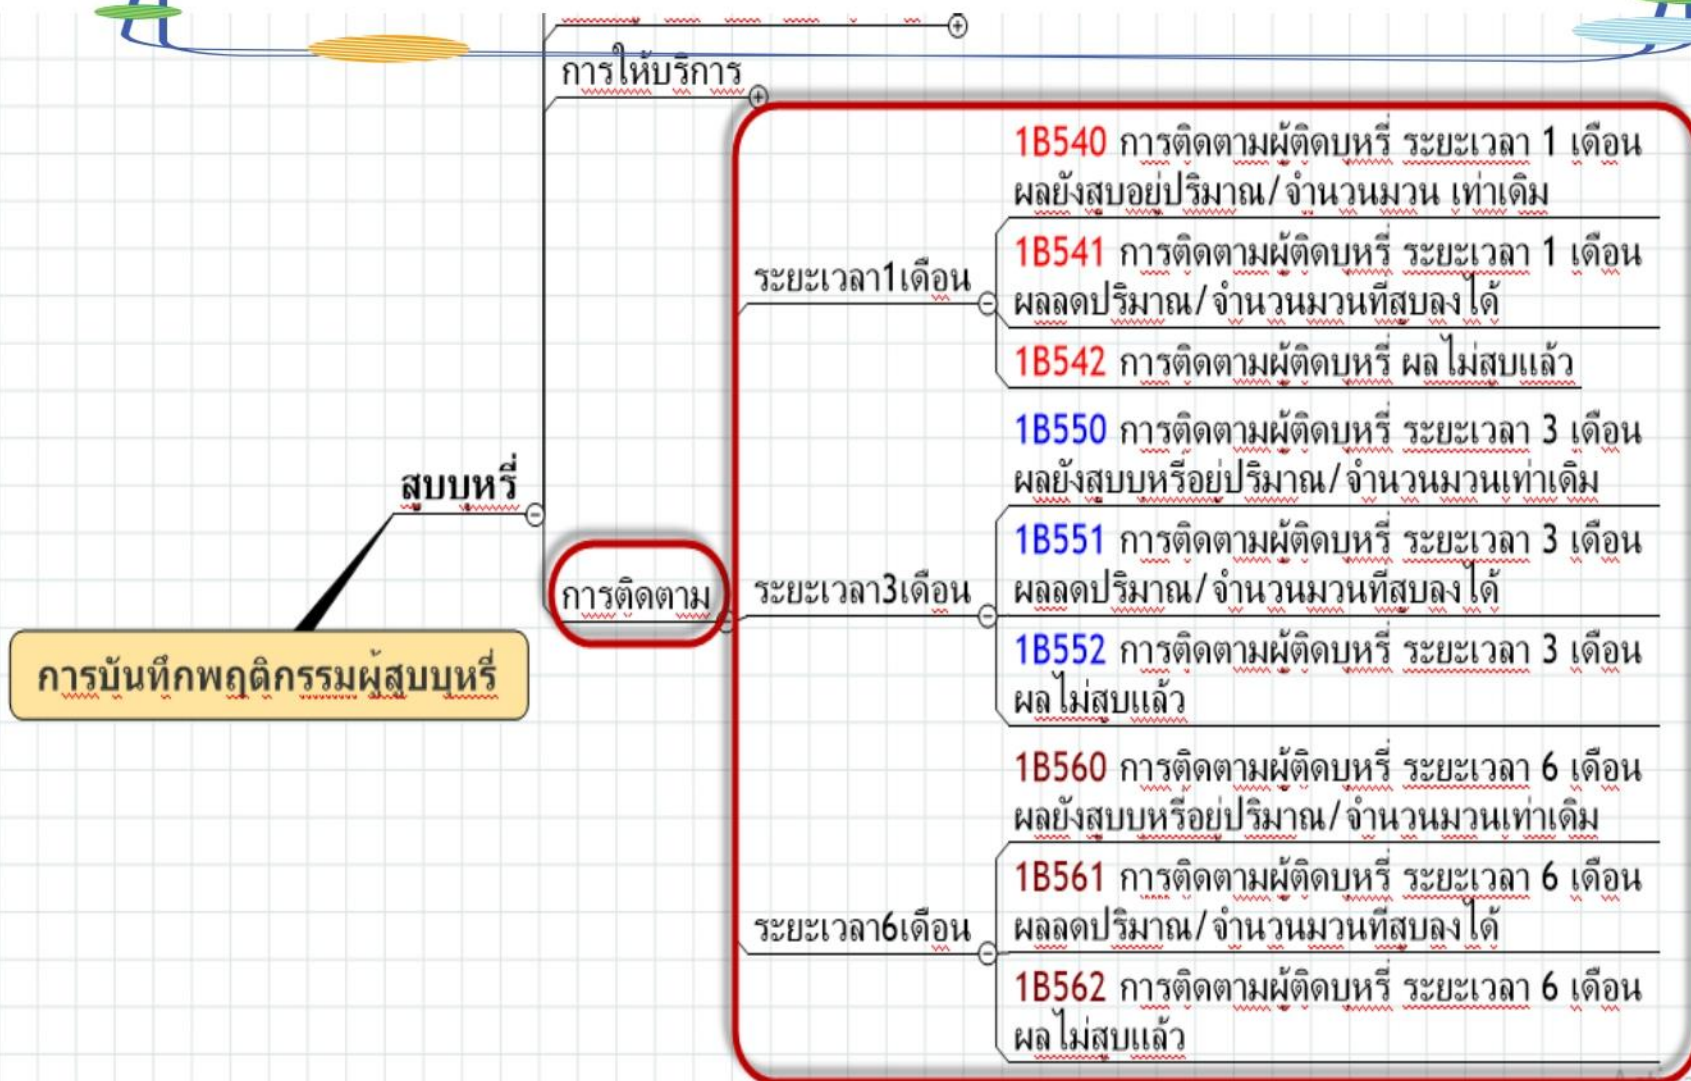 การให้บริการ
1B540 การติดตามผู้ติดบุหรี่ ระยะเวลา 1 เดือน
ผลยังสูบอยู่ปริมาณ/จำนวนมวน เท่าเดิม
ระยะเวลา1เดือน
1B541 การติดตามผู้ติดบุหรี่ ระยะเวลา 1 เดือน
ผลลดปริมาณ/จำนวนมวนที่สูบลงได้
1B542 การติดตามผู้ติดบุหรี่ ผลไม่สูบแล้ว
สูบบุหรี่
การติดตาม
ระยะเวลา3เดือน
1B550 การติดตามผู้ติดบุหรี่ ระยะเวลา 3 เดือน
ผลยังสูบบุหรี่อยู่ปริมาณ/จำนวนมวนเท่าเดิม
1B551 การติดตามผู้ติดบุหรี่ ระยะเวลา 3 เดือน
ผลลดปริมาณ/จำนวนมวนที่สูบลงได้
1B552 การติดตามผู้ติดบุหรี่ ระยะเวลา 3 เดือน
ผลไม่สูบแล้ว
การบันทึกพฤติกรรมผู้สูบบุหรี่
ระยะเวลา6เดือน
1B560 การติดตามผู้ติดบุหรี่ ระยะเวลา 6 เดือน
ผลยังสูบบุหรี่อยู่ปริมาณ/จำนวนมวนเท่าเดิม
1B561 การติดตามผู้ติดบุหรี่ ระยะเวลา 6 เดือน
ผลลดปริมาณ/จำนวนมวนที่สูบลงได้
1B562 การติดตามผู้ติดบุหรี่ ระยะเวลา 6 เดือน
ผลไม่สูบแล้ว